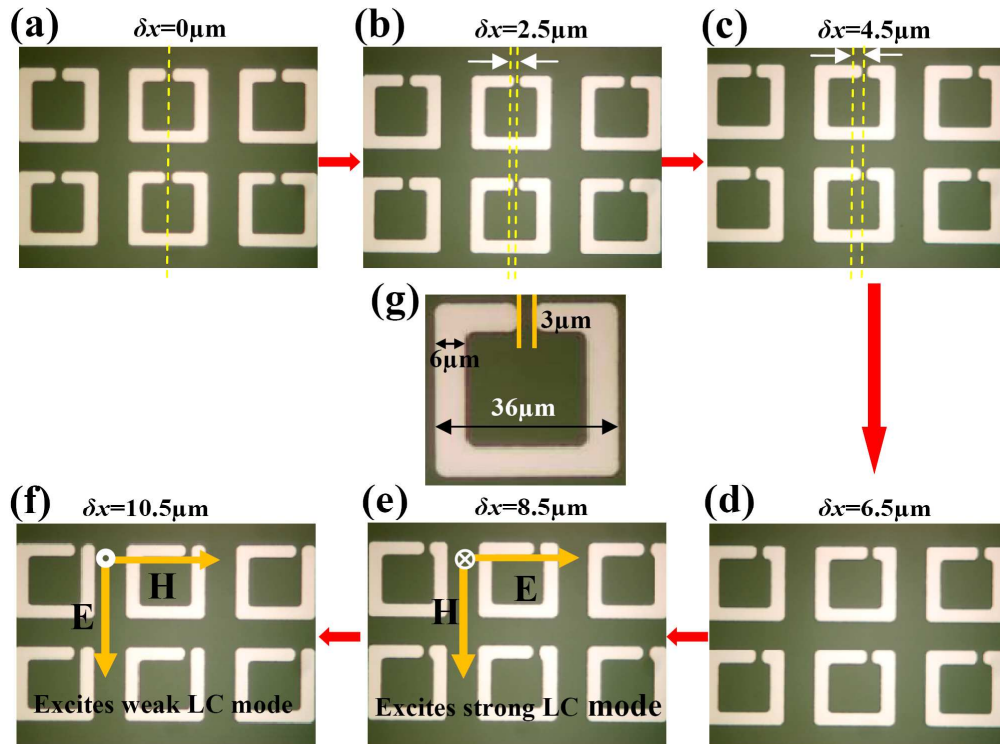 (a)
δx=0µm
(b)
δx=2.5µm
(c)
δx=4.5µm
(g)
3µm
6µm
36µm
(f)
δx=10.5µm
H
E
Excites weak LC mode
(e)
δx=8.5µm
E
H
Excites strong LC mode
(d)
δx=6.5µm